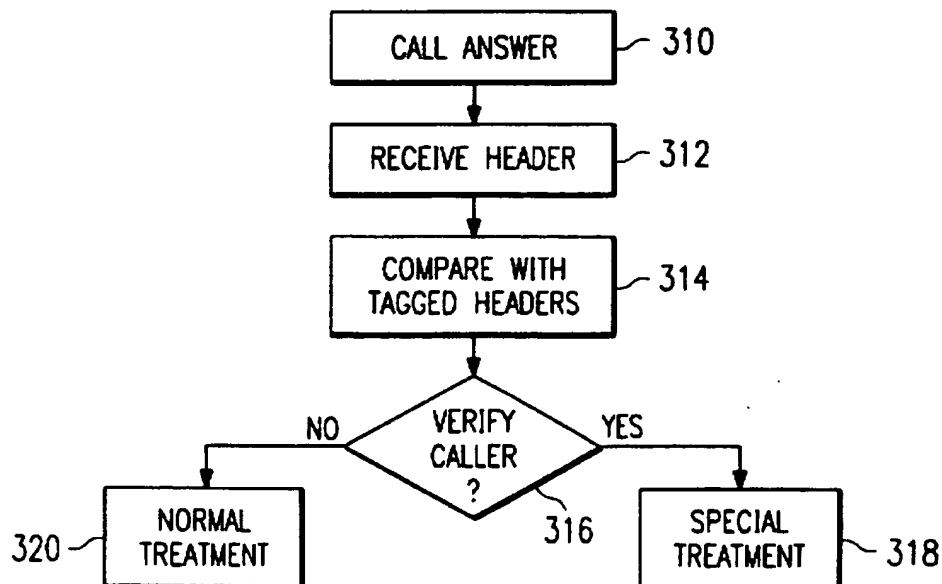 CALL ANSWER
310
RECEIVE HEADER
312
COMPARE WITH
TAGGED HEADERS
314
NO
VERIFY
CALLER
?
YES
316
NORMAL
TREATMENT
320
SPECIAL
TREATMENT
318